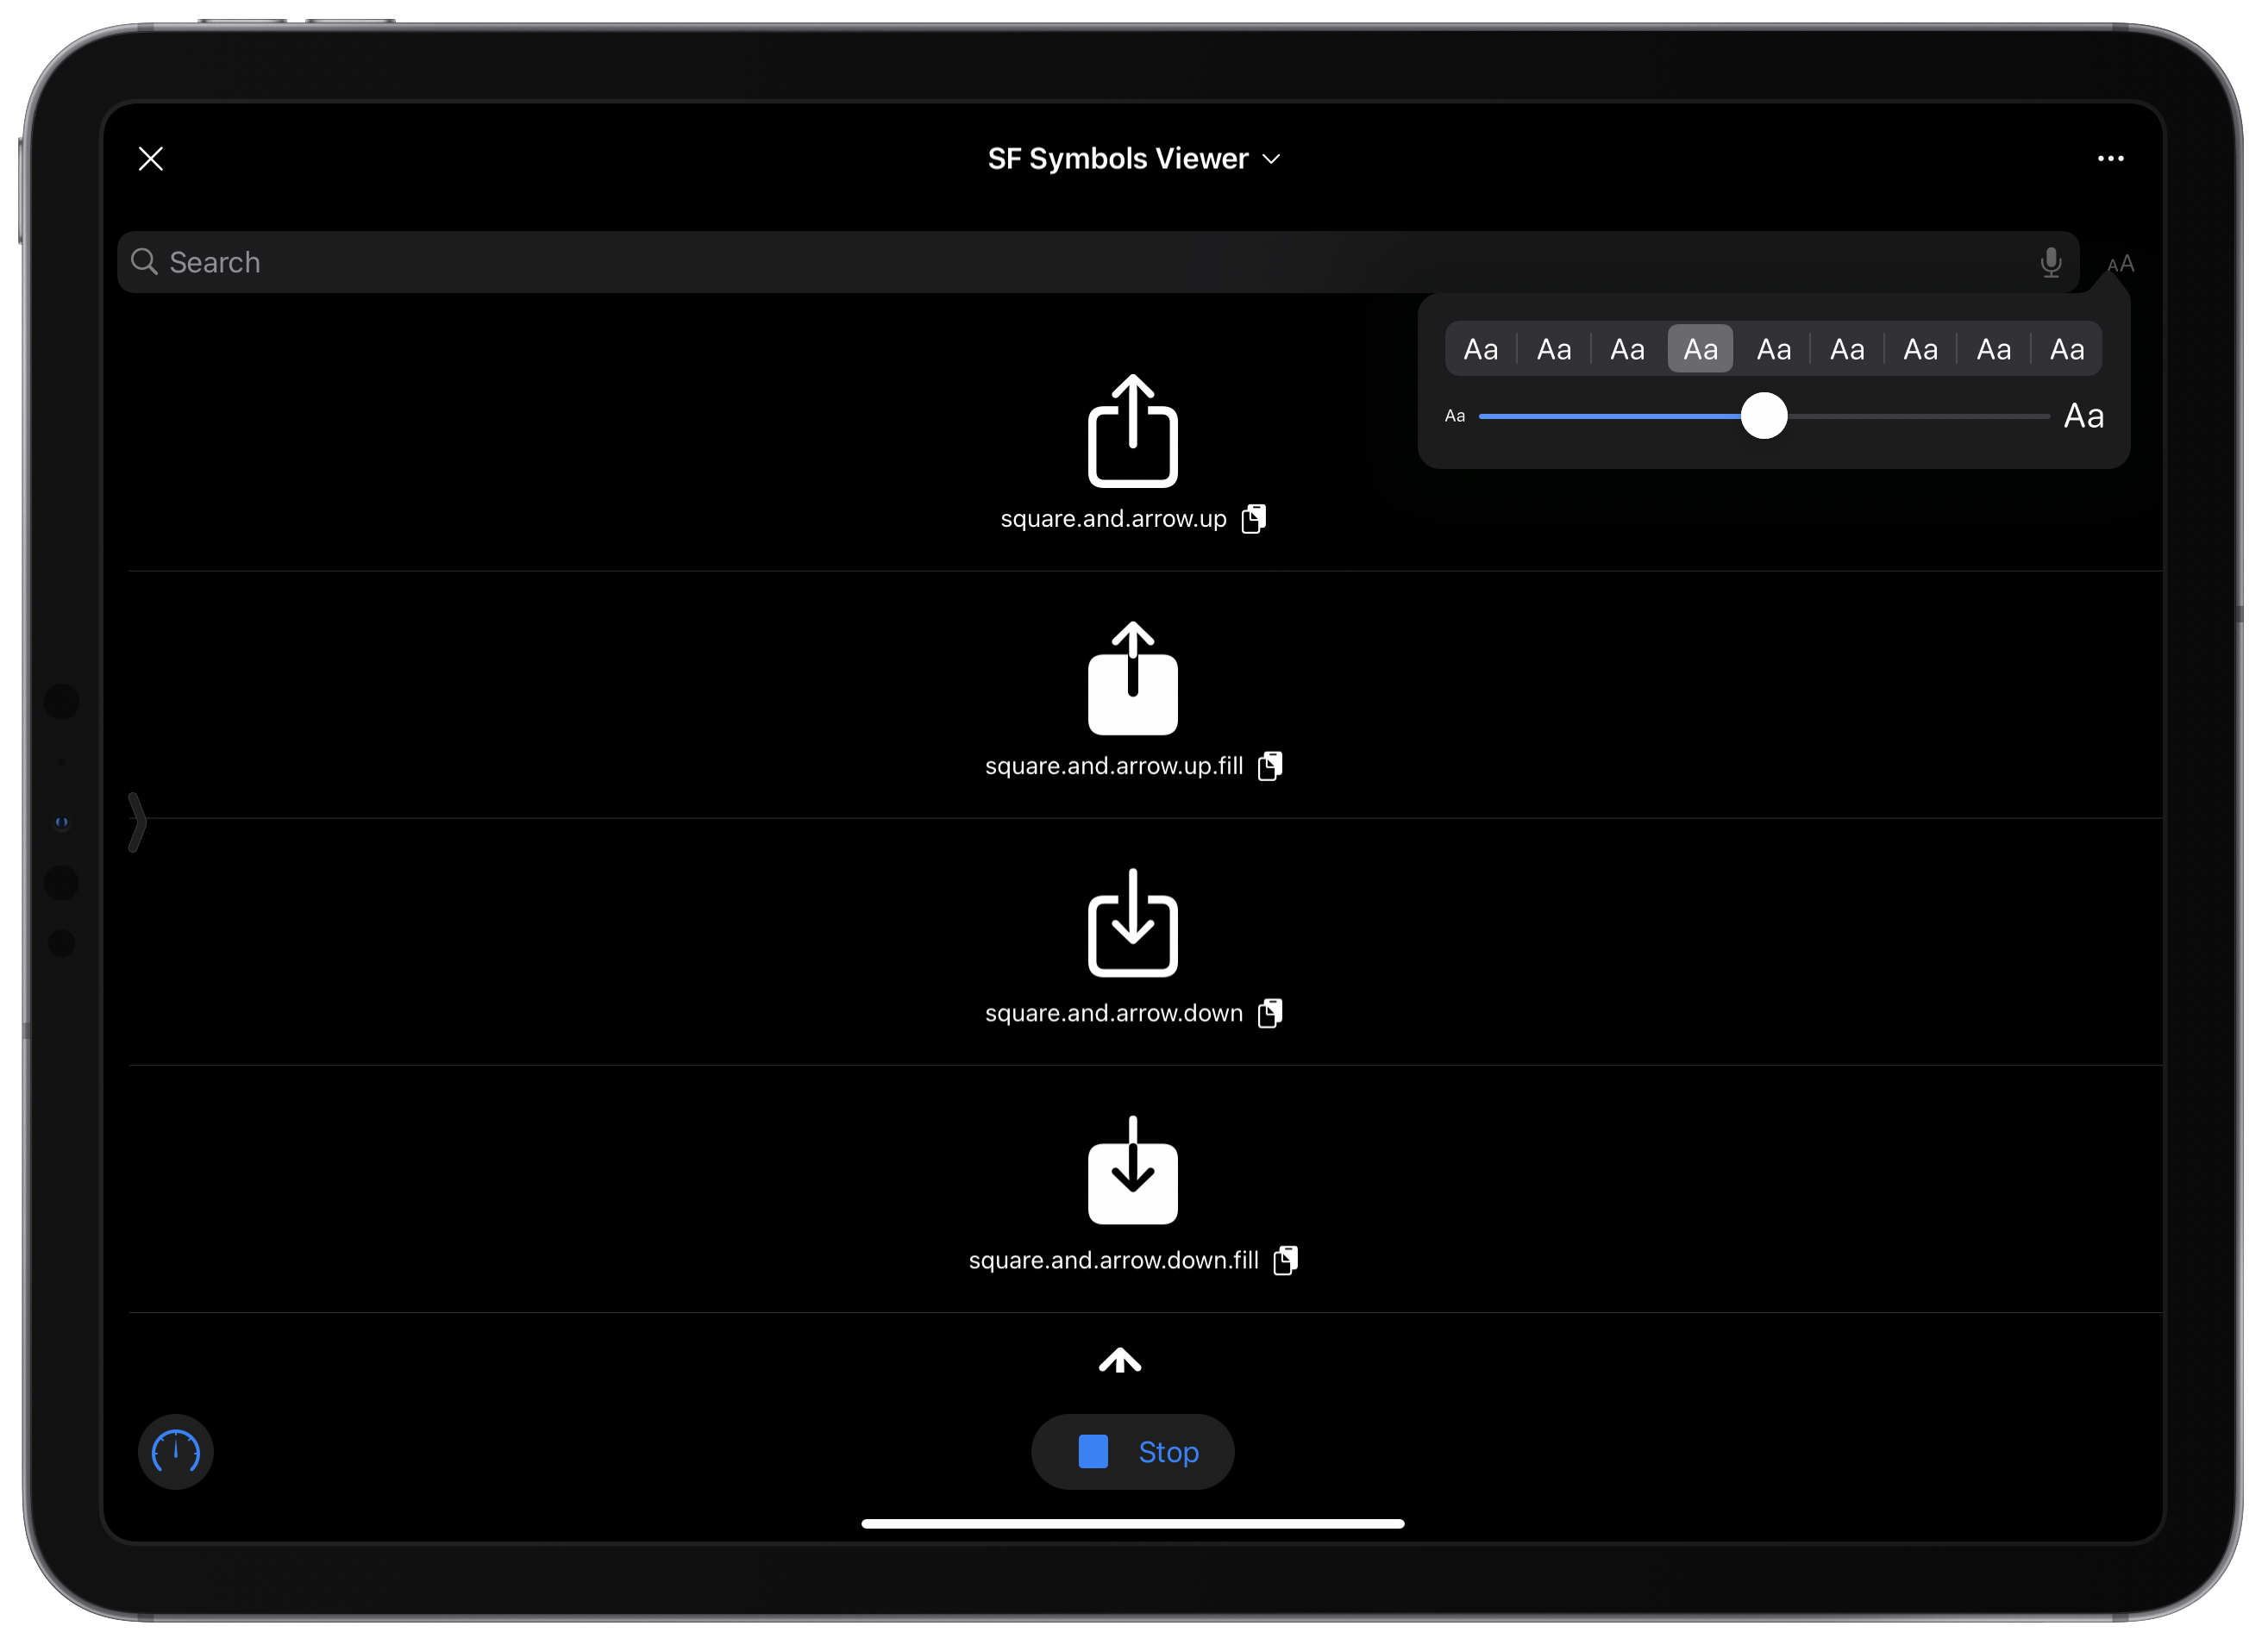 SF Symbols Viewer
Search
AA
Aa Aa Aa Aa Aa Aa Aa Aa Aa
Aa Aa
square.and.arrow.up
square.and.arrow.up.fill
square.and.arrow.down
square.and.arrow.down.fill
Stop